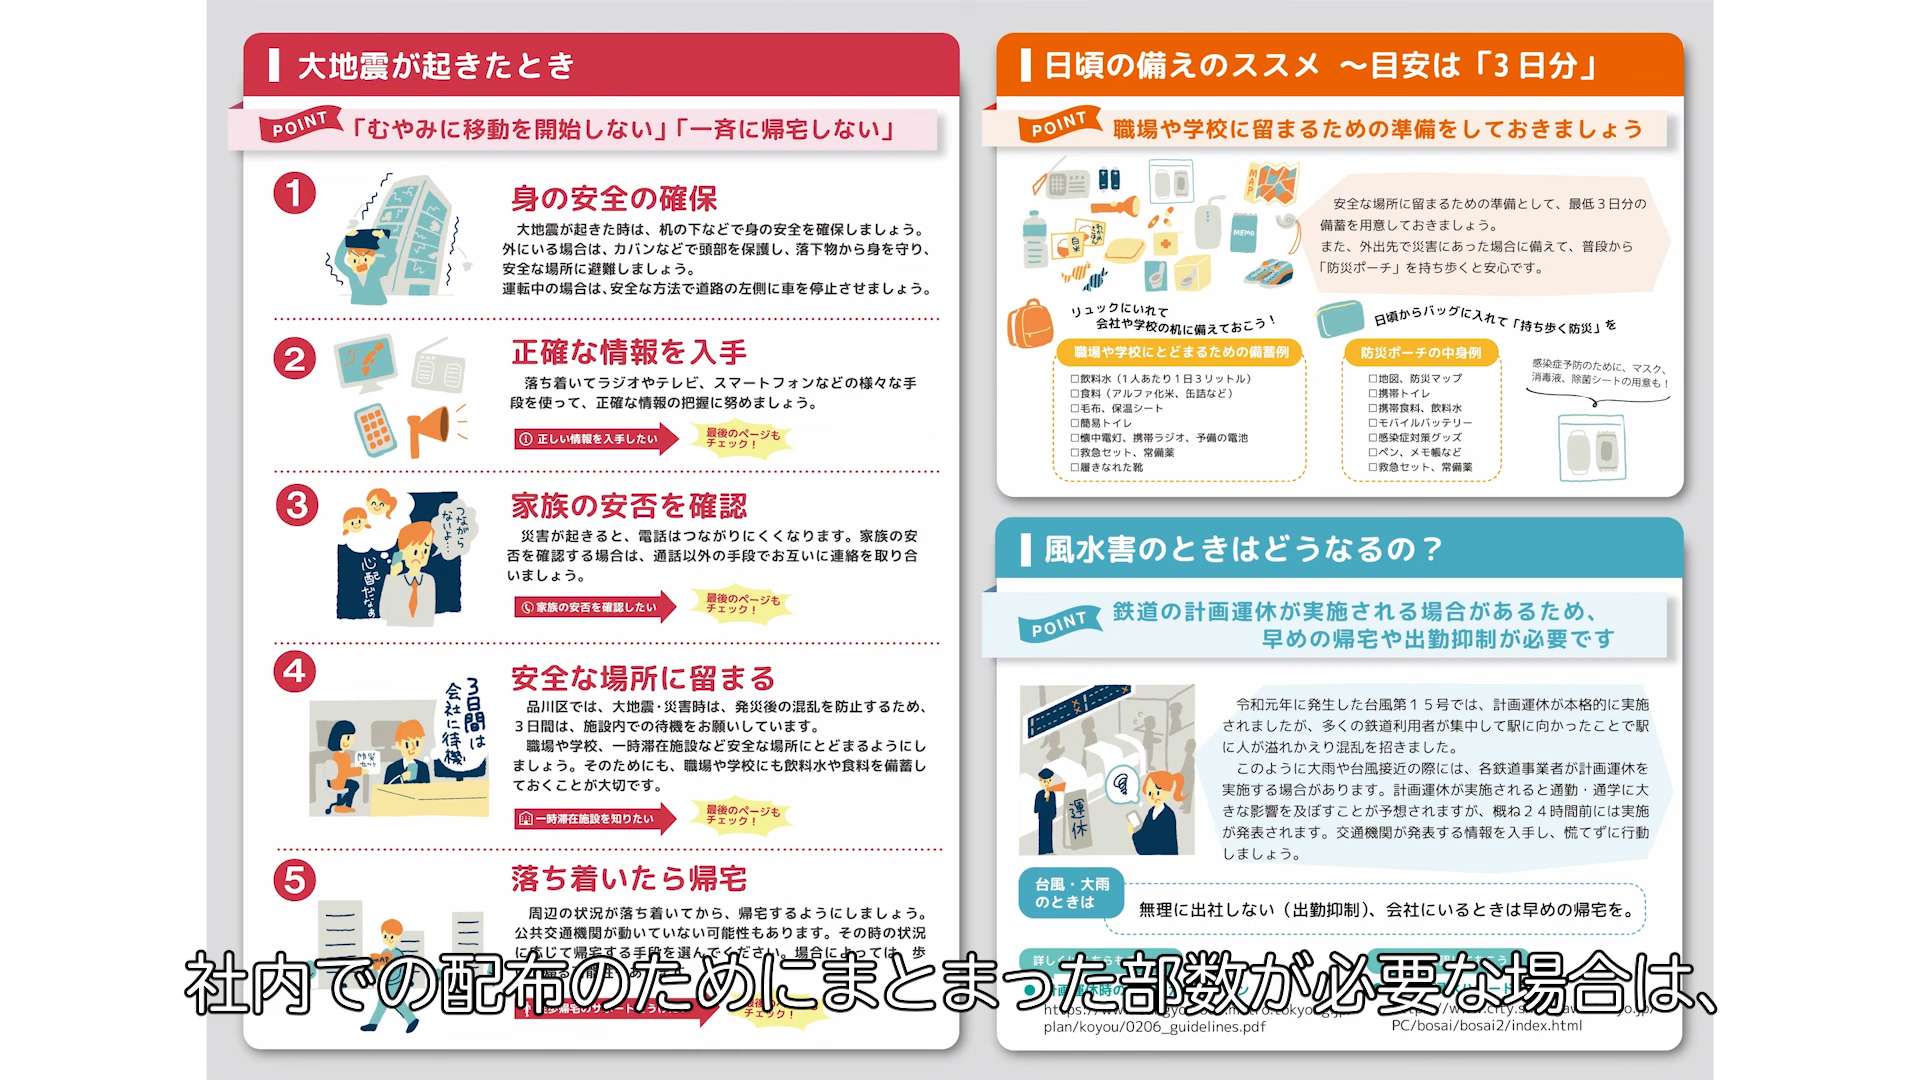 大地震が起きたとき
POINT
「むやみに移動を開始しない」「一斉に帰宅しない」
1
身の安全の確保
大地震が起きた時は、机の下などで身の安全を確保しましょう。
外にいる場合は、カバンなどで頭部を保護し、落下物から身を守り、
安全な場所に避難しましょう。
運転中の場合は、安全な方法で道路の左側に車を停止させましょう。
2
正確な情報を入手
落ち着いてラジオやテレビ、スマートフォンなどの様々な手
段を使って、正確な情報の把握に努めましょう。
正しい情報を入手したい
最後のページも
チェック！
3
つながら
ないよ…
心配だなぁ
家族の安否を確認
災害が起きると、電話はつながりにくくなります。家族の安
否を確認する場合は、通話以外の手段でお互いに連絡を取り合
いましょう。
家族の安否を確認したい
最後のページも
チェック！
4
3日間は
会社に待機
防災
セット
安全な場所に留まる
品川区では、大地震・災害時は、発災後の混乱を防止するため、
3日間は、施設内での待機をお願いしています。
職場や学校、一時滞在施設など安全な場所にとどまるようにし
ましょう。そのためにも、職場や学校にも飲料水や食料を備蓄し
ておくことが大切です。
一時滞在施設を知りたい
最後のページも
チェック！
5
MAP
落ち着いたら帰宅
周辺の状況が落ち着いてから、帰宅するようにしましょう。
公共交通機関が動いていない可能性もあります。その時の状況
に応じて帰宅する手段を選んでください。場合によっては、歩
チェック！
日頃の備えのススメ ～目安は「3日分」
POINT
職場や学校に留まるための準備をしておきましょう
MAP
白米
MEMO
安全な場所に留まるための準備として、最低３日分の
備蓄を用意しておきましょう。
また、外出先で災害にあった場合に備えて、普段から
「防災ポーチ」を持ち歩くと安心です。
リュックにいれて
会社や学校の机に備えておこう！
職場や学校にとどまるための備蓄例
□飲料水（１人あたり１日３リットル）
□食料（アルファ化米、缶詰など）
□毛布、保温シート
□簡易トイレ
□懐中電灯、携帯ラジオ、予備の電池
□救急セット、常備薬
□履きなれた靴
日頃からバッグに入れて「持ち歩く防災」を
防災ポーチの中身例
□地図、防災マップ
□携帯トイレ
□携帯食料、飲料水
□モバイルバッテリー
□感染症対策グッズ
□ペン、メモ帳など
□救急セット、常備薬
感染症予防のために、マスク、
消毒液、除菌シートの用意も！
風水害のときはどうなるの？
POINT
鉄道の計画運休が実施される場合があるため、
早めの帰宅や出勤抑制が必要です
運休
令和元年に発生した台風第１５号では、計画運休が本格的に実施
されましたが、多くの鉄道利用者が集中して駅に向かったことで駅
に人が溢れかえり混乱を招きました。
このように大雨や台風接近の際には、各鉄道事業者が計画運休を
実施する場合があります。計画運休が実施されると通勤・通学に大
きな影響を及ぼすことが予想されますが、概ね２４時間前には実施
が発表されます。交通機関が発表する情報を入手し、慌てずに行動
しましょう。
台風・大雨
のときは
無理に出社しない（出勤抑制）、会社にいるときは早めの帰宅を。
plan/koyou/0206_guidelines.pdf
PC/bosai/bosai2/index.html
社内での配布のためにまとまった部数が必要な場合は、